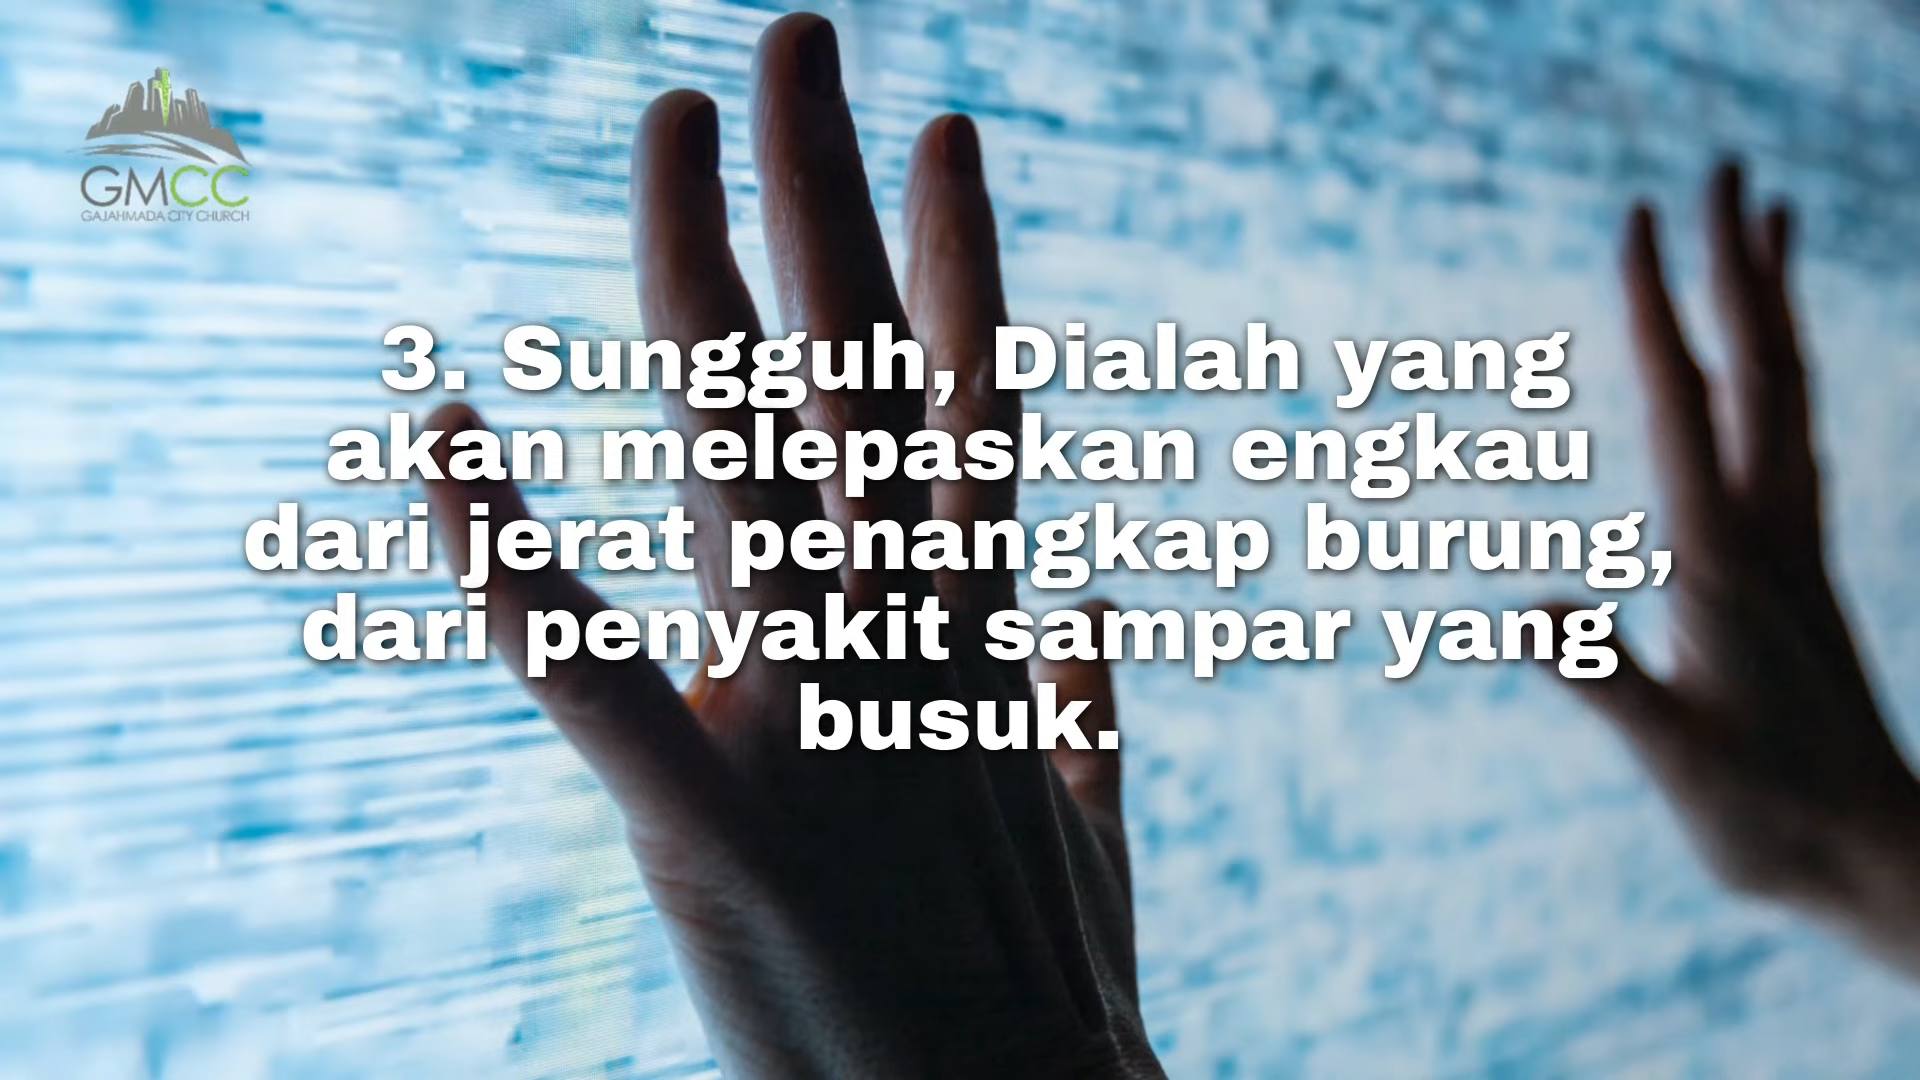 GMCC
GAJAHMADA CITY CHURCH
3. Sungguh, Dialah yang
akan melepaskan engkau
dari jerat penangkap burung,
dari penyakit sampar yang
busuk.